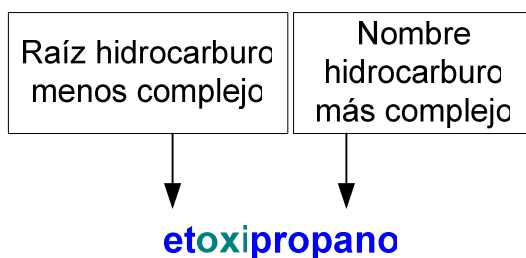 Raíz hidrocarburo
menos complejo
Nombre
hidrocarburo
más complejo
etoxipropano